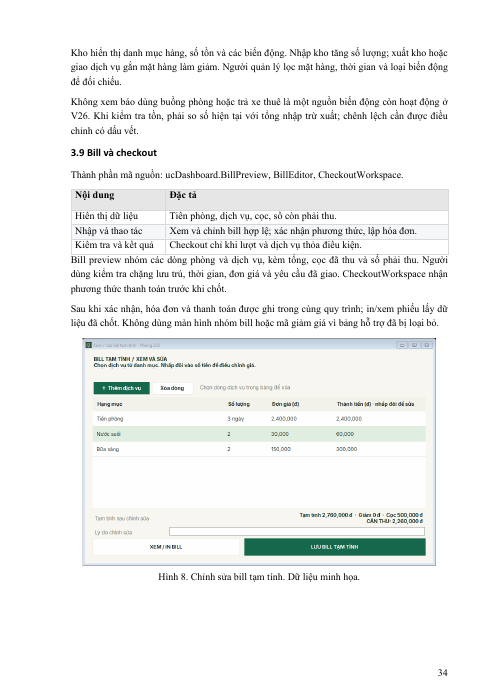 Kho hiển thị danh mục hàng, số tồn và các biến động. Nhập kho tăng số lượng; xuất kho hoặc
giao dịch vụ gắn mặt hàng làm giảm. Người quản lý lọc mặt hàng, thời gian và loại biến động
để đối chiếu.
Không xem báo dùng buồng phòng hoặc trả xe thuê là một nguồn biến động còn hoạt động ở
V26. Khi kiểm tra tồn, phải so số hiện tại với tổng nhập trừ xuất; chênh lệch cần được điều
chỉnh có dấu vết.
3.9 Bill và checkout
Thành phần mã nguồn: ucDashboard.BillPreview, BillEditor, CheckoutWorkspace.
Nội dung Đặc tả
Hiển thị dữ liệu Tiền phòng, dịch vụ, cọc, số còn phải thu.
Nhập và thao tác Xem và chỉnh bill hợp lệ; xác nhận phương thức, lập hóa đơn.
Kiểm tra và kết quả Checkout chỉ khi lượt và dịch vụ thỏa điều kiện.
Bill preview nhóm các dòng phòng và dịch vụ, kèm tổng, cọc đã thu và số phải thu. Người
dùng kiểm tra chặng lưu trú, thời gian, đơn giá và yêu cầu đã giao. CheckoutWorkspace nhận
phương thức thanh toán trước khi chốt.
Sau khi xác nhận, hóa đơn và thanh toán được ghi trong cùng quy trình; in/xem phiếu lấy dữ
liệu đã chốt. Không dùng màn hình nhóm bill hoặc mã giảm giá vì bảng hỗ trợ đã bị loại bỏ.
BILL TẠM TÍNH / XEM VÀ SỬA
Chọn dịch vụ từ danh mục. Nhấp đôi vào số tiền để điều chỉnh giá.
+ Thêm dịch vụ Xóa dòng Chọn dòng dịch vụ trong bảng để xóa
Hạng mục Số lượng Đơn giá (đ) Thành tiền (đ) · nhấp đôi để sửa
Tiền phòng 3 ngày 2,400,000 2,400,000
Nước suối 2 30,000 60,000
Bữa sáng 2 150,000 300,000
Tạm tính sau chỉnh sửa Tạm tính 2,760,000 đ · Giảm 0 đ · Cọc 500,000 đ
CẦN THU: 2,260,000 đ
Lý do chỉnh sửa
XEM / IN BILL LƯU BILL TẠM TÍNH
Hình 8. Chỉnh sửa bill tạm tính. Dữ liệu minh họa.
34